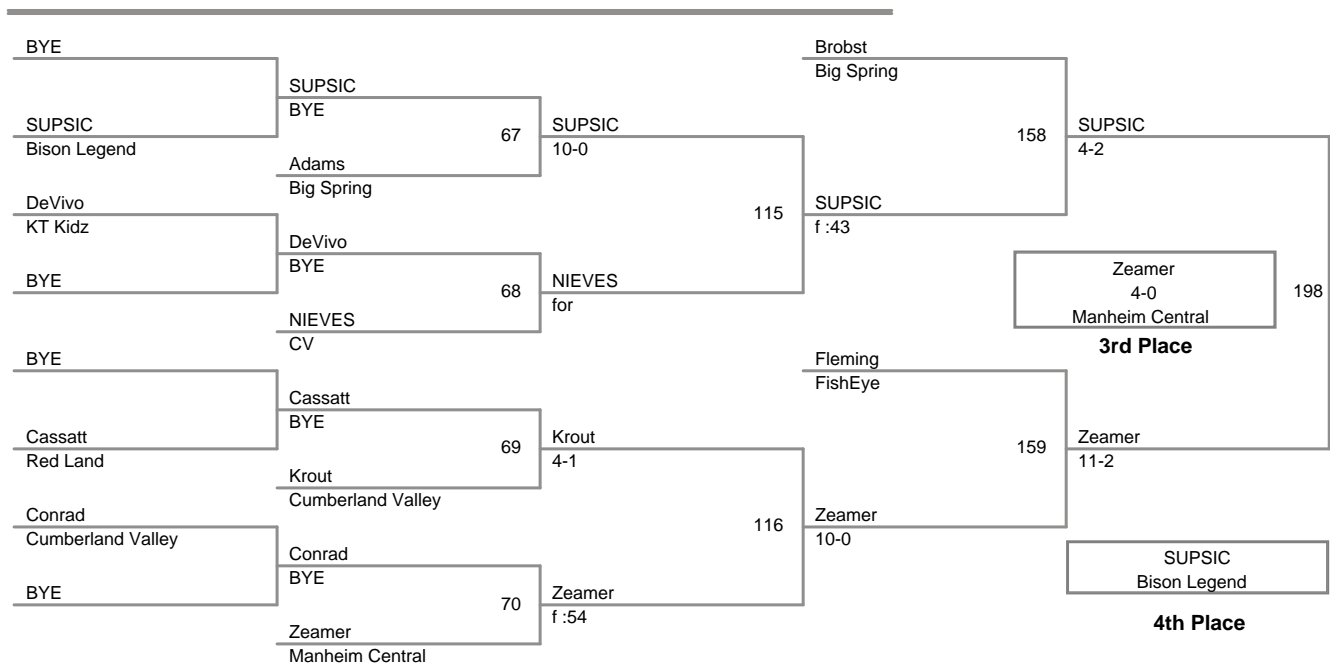 BYE
SUPSIC
Bison Legend
DeVivo
KT Kidz
BYE
BYE
Cassatt
Red Land
Conrad
Cumberland Valley
BYE
SUPSIC
BYE
67
Adams
Big Spring
DeVivo
BYE
68
NIEVES
CV
Cassatt
BYE
69
Krout
Cumberland Valley
Conrad
BYE
70
Zeamer
Manheim Central
SUPSIC
10-0
115
NIEVES
for
Krout
4-1
116
Zeamer
f :54
Brobst
Big Spring
158
SUPSIC
f :43
Fleming
FishEye
159
Zeamer
10-0
SUPSIC
4-2
198
Zeamer
11-2
Zeamer
4-0
Manheim Central
3rd Place
SUPSIC
Bison Legend
4th Place